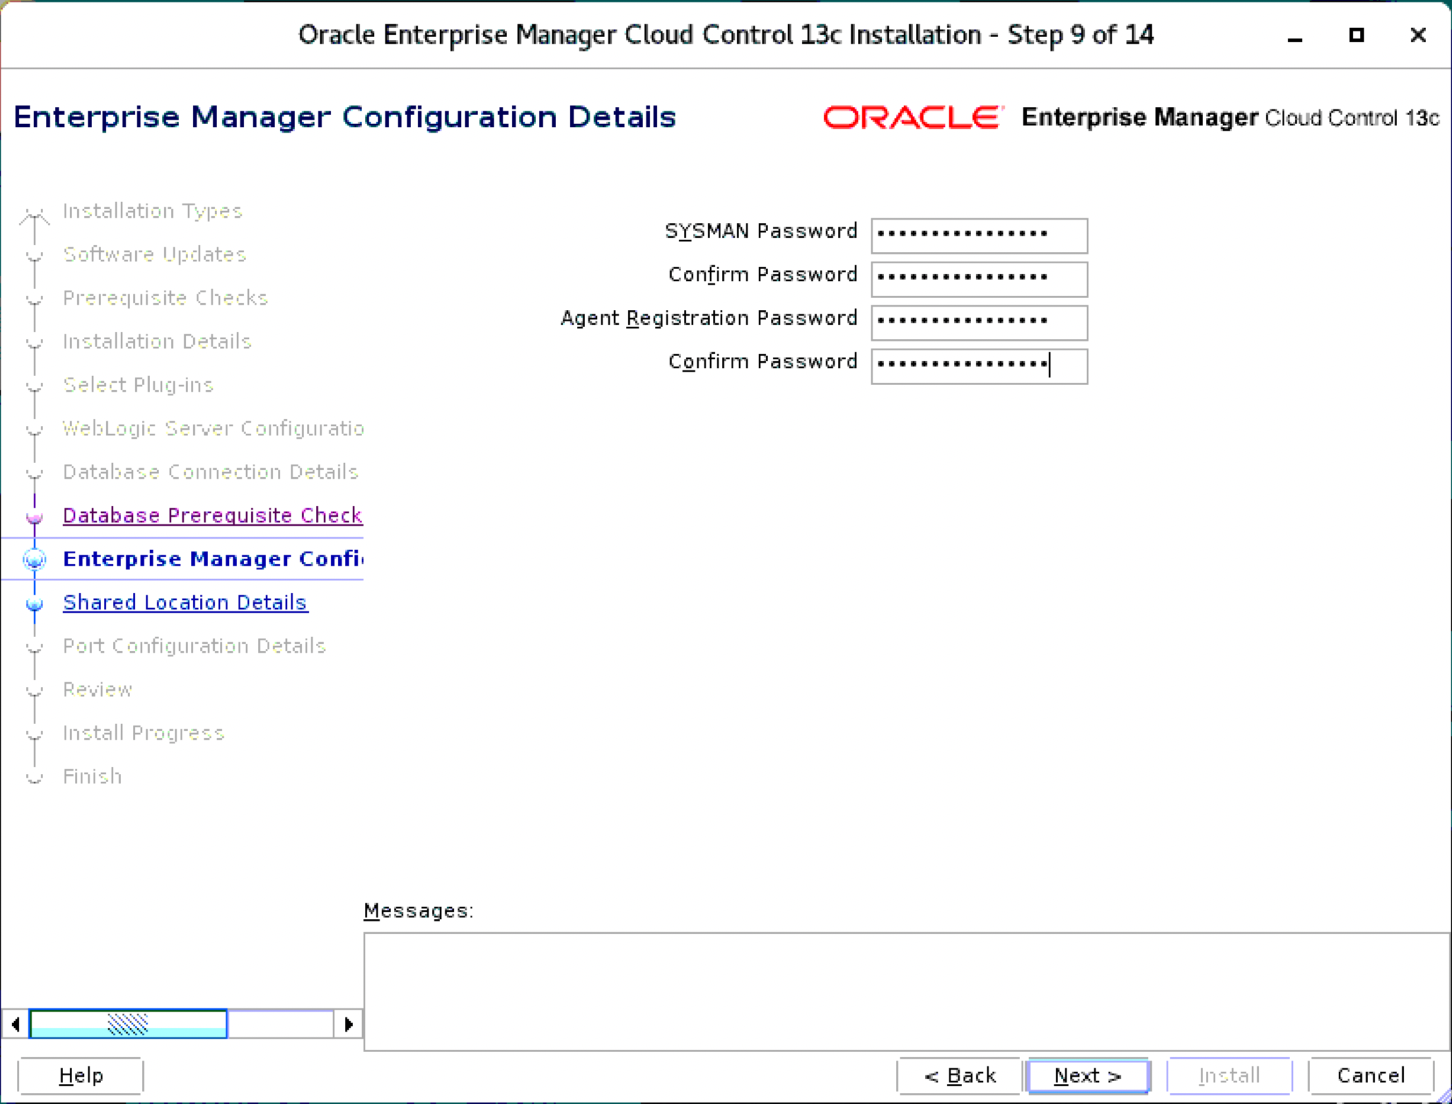 Oracle Enterprise Manager Cloud Control 13c Installation - Step 9 of 14
Enterprise Manager Configuration Details
ORACLE Enterprise Manager Cloud Control 13c
Installation Types
Software Updates
Prerequisite Checks
Installation Details
Select Plug-ins
WebLogic Server Configuratio
Database Connection Details
Database Prerequisite Check
Enterprise Manager Confi
Shared Location Details
Port Configuration Details
Review
Install Progress
Finish
SYSMAN Password ••••••••••••••••
Confirm Password ••••••••••••••••
Agent Registration Password ••••••••••••••••
Confirm Password ••••••••••••••••
Messages:
Help
< Back
Next >
Install
Cancel